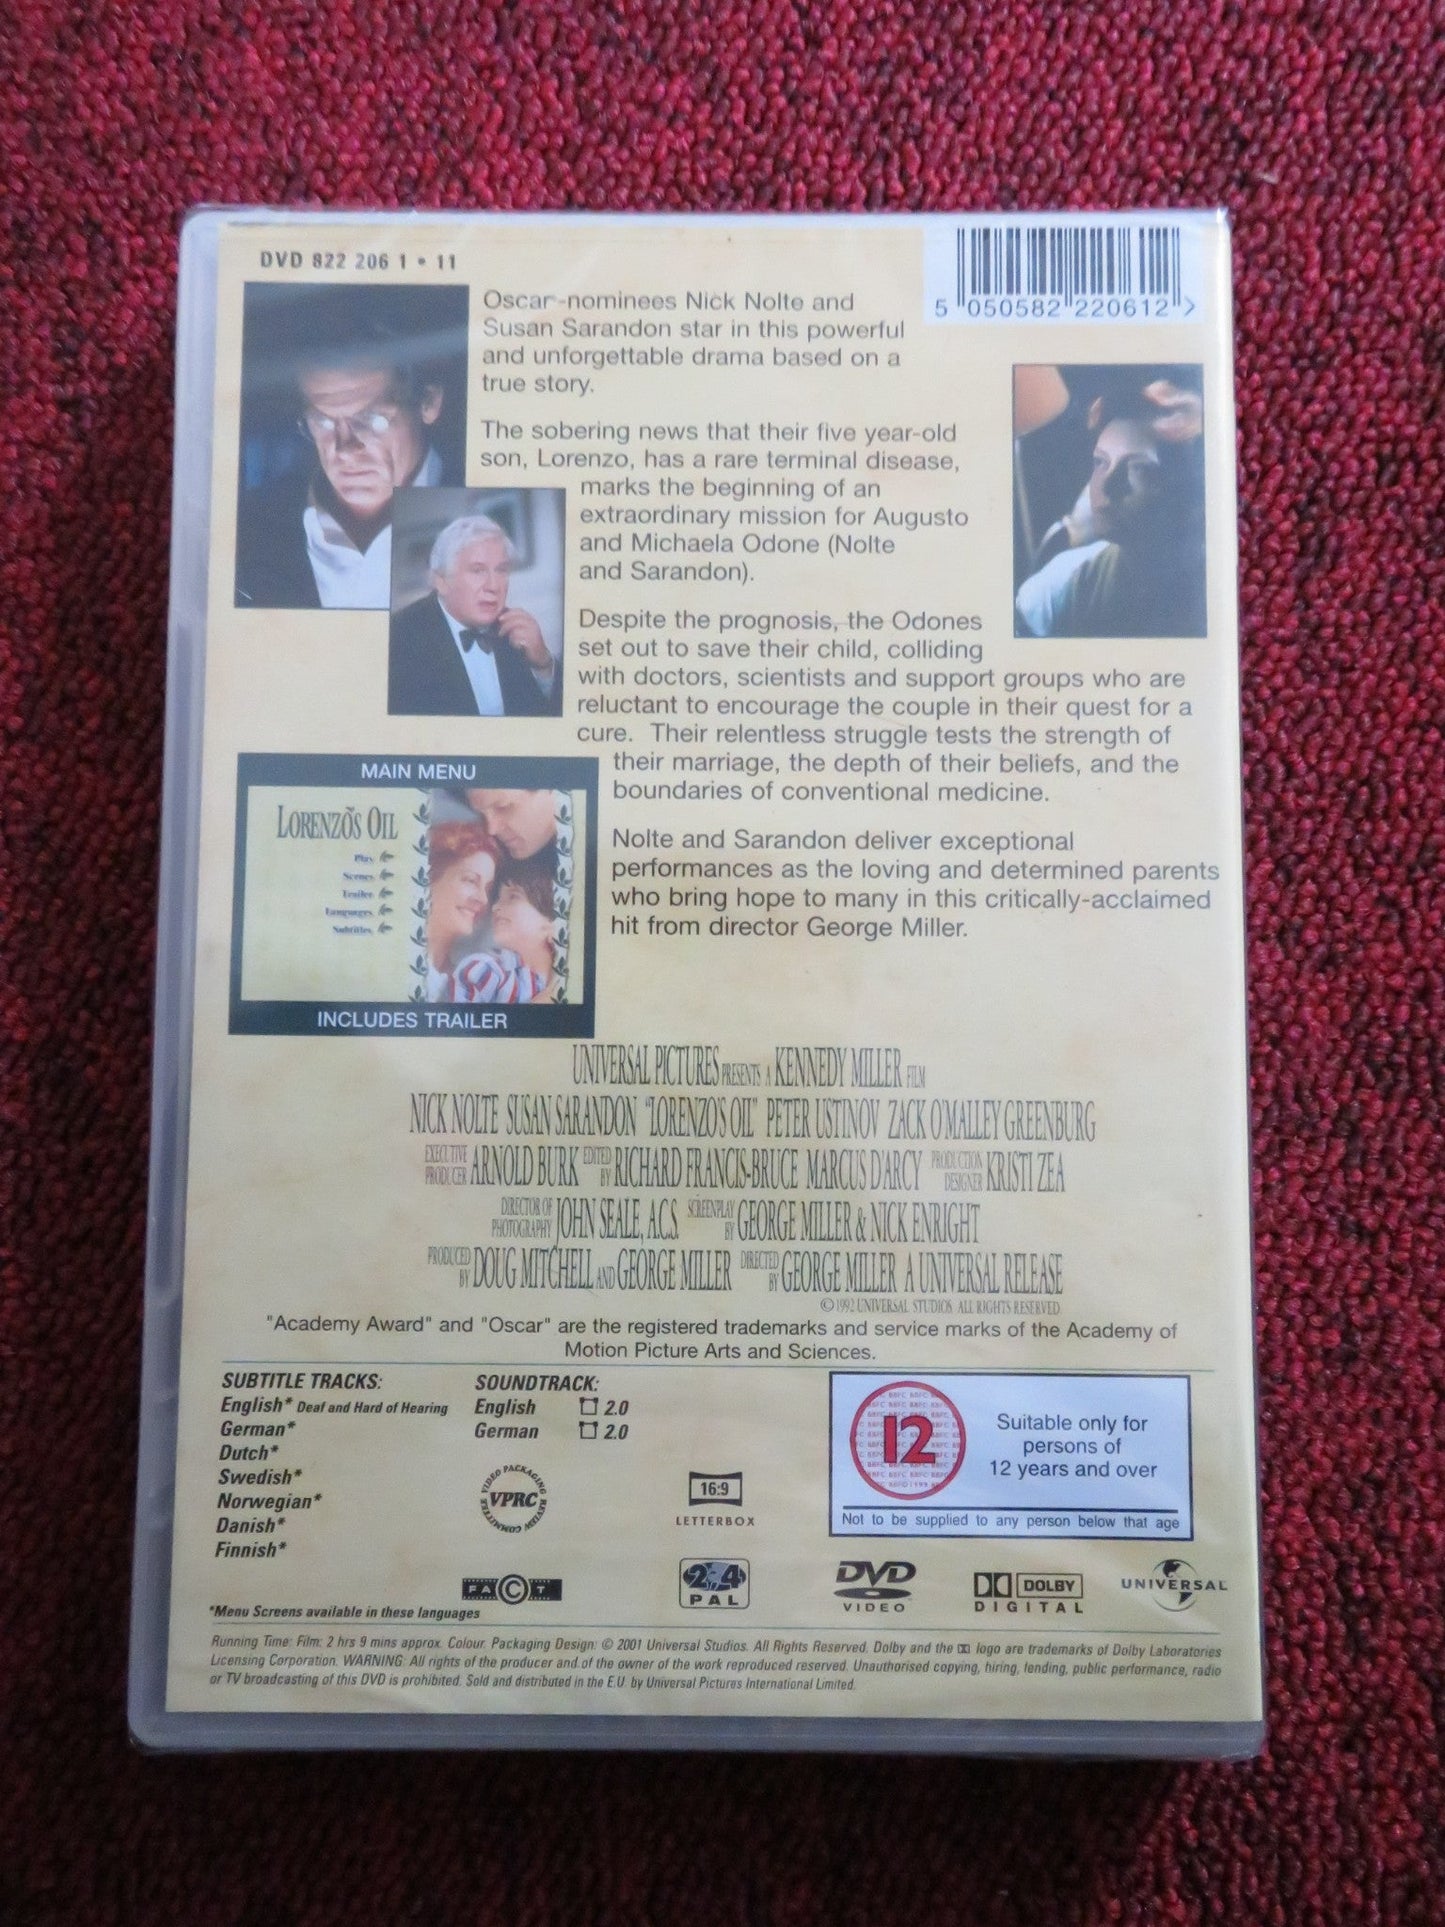 DVD 822 206 1 • 11
5 050582 220612 >
Oscar-nominees Nick Nolte and
Susan Sarandon star in this powerful
and unforgettable drama based on a
true story.
The sobering news that their five year-old
son, Lorenzo, has a rare terminal disease,
marks the beginning of an
extraordinary mission for Augusto
and Michaela Odone (Nolte
and Sarandon).
Despite the prognosis, the Odones
set out to save their child, colliding
with doctors, scientists and support groups who are
reluctant to encourage the couple in their quest for a
cure. Their relentless struggle tests the strength of
their marriage, the depth of their beliefs, and the
boundaries of conventional medicine.
Nolte and Sarandon deliver exceptional
performances as the loving and determined parents
who bring hope to many in this critically-acclaimed
hit from director George Miller.
MAIN MENU
LORENZO'S OIL
Play
Scenes
Trailer
Languages
Subtitles
INCLUDES TRAILER
UNIVERSAL PICTURES PRESENTS A KENNEDY MILLER FILM
NICK NOLTE SUSAN SARANDON "LORENZO'S OIL" PETER USTINOV ZACK O'MALLEY GREENBURG
EXECUTIVE PRODUCER ARNOLD BURK EDITED BY RICHARD FRANCIS-BRUCE MARCUS D'ARCY PRODUCTION DESIGNER KRISTI ZEA
DIRECTOR OF PHOTOGRAPHY JOHN SEALE, A.C.S. SCREENPLAY BY GEORGE MILLER & NICK ENRIGHT
PRODUCED BY DOUG MITCHELL AND GEORGE MILLER DIRECTED BY GEORGE MILLER A UNIVERSAL RELEASE
© 1992 UNIVERSAL STUDIOS ALL RIGHTS RESERVED
"Academy Award" and "Oscar" are the registered trademarks and service marks of the Academy of
Motion Picture Arts and Sciences.
SUBTITLE TRACKS:
English* Deaf and Hard of Hearing
German*
Dutch*
Swedish*
Norwegian*
Danish*
Finnish*
*Menu Screens available in these languages
SOUNDTRACK:
English 2.0
German 2.0
VIDEO PACKAGING REVIEW COMMITTEE
VPRC
FACT
16:9
LETTERBOX
12
Suitable only for
persons of
12 years and over
Not to be supplied to any person below that age
2 4
PAL
DVD
VIDEO
DOLBY
DIGITAL
UNIVERSAL
Running Time: Film: 2 hrs 9 mins approx. Colour. Packaging Design: © 2001 Universal Studios. All Rights Reserved. Dolby and the logo are trademarks of Dolby Laboratories
Licensing Corporation. WARNING: All rights of the producer and of the owner of the work reproduced reserved. Unauthorised copying, hiring, lending, public performance, radio
or TV broadcasting of this DVD is prohibited. Sold and distributed in the E.U. by Universal Pictures International Limited.